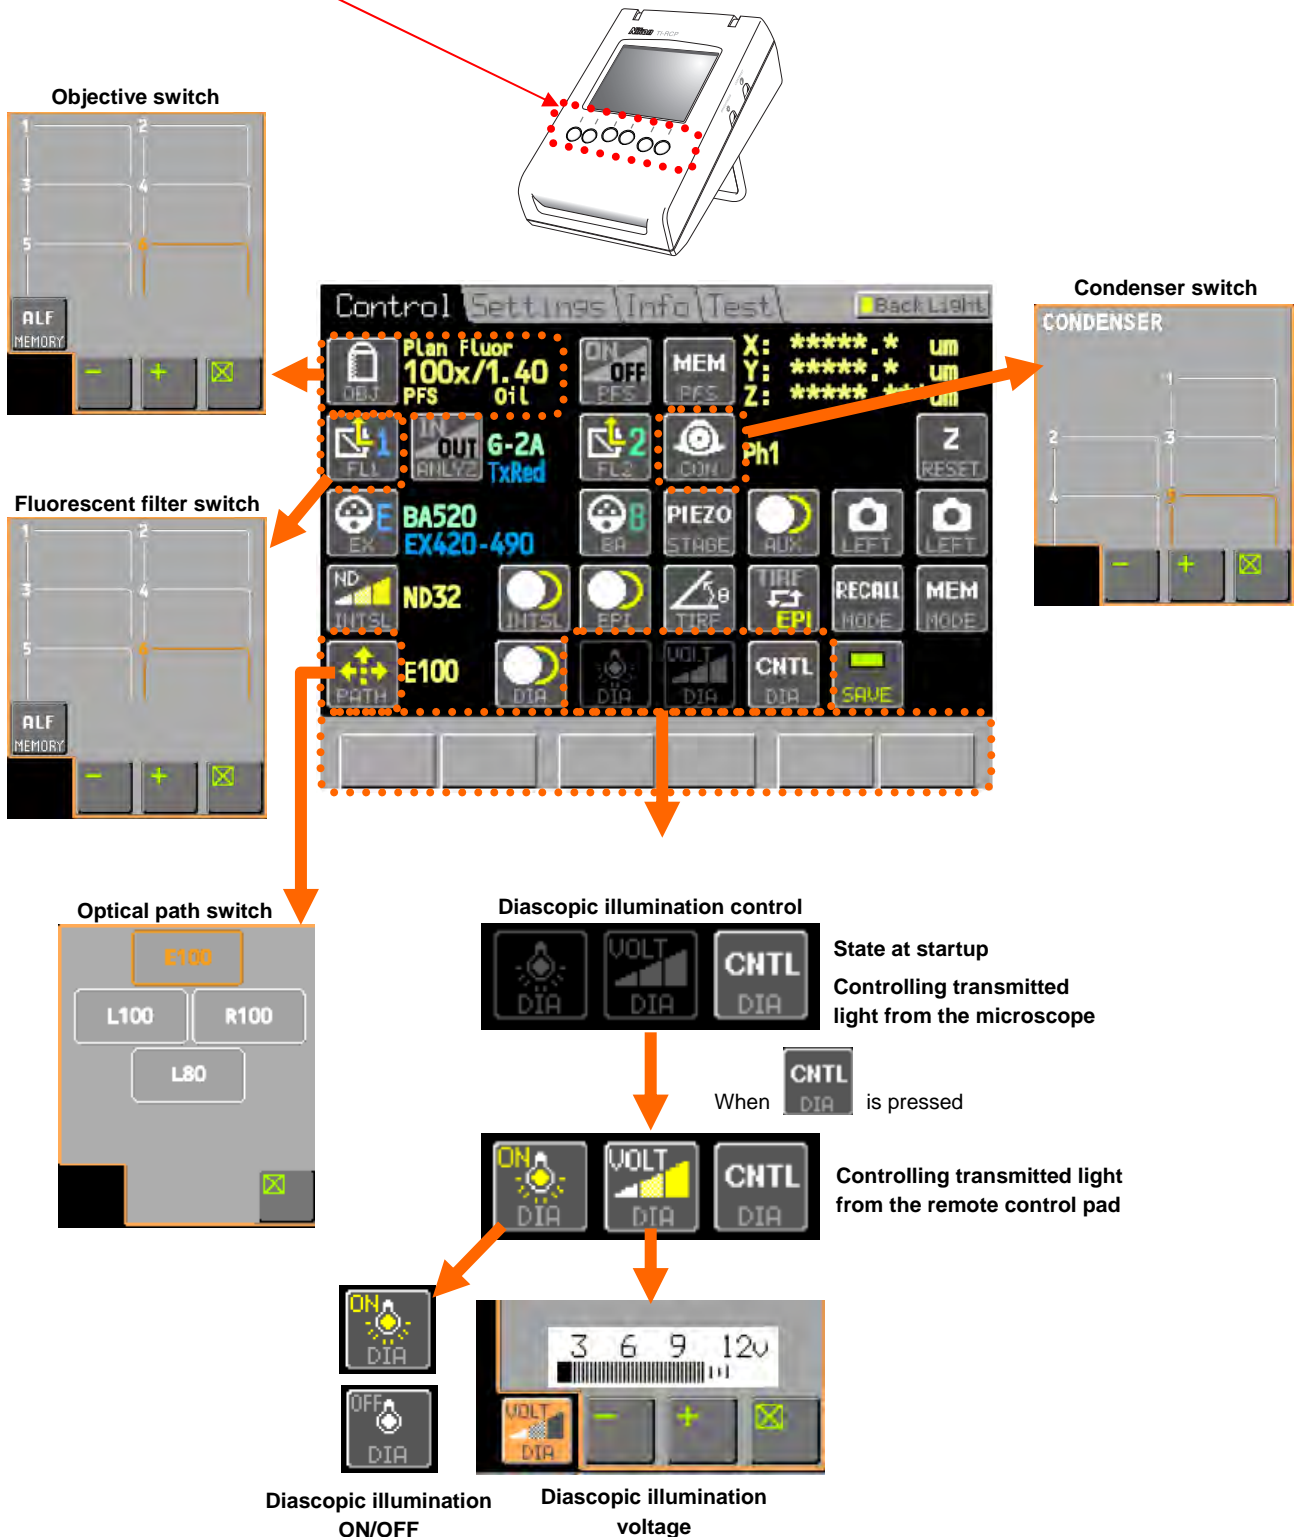 Nikon TI-RCP
Objective switch
1 2
3 4
5 6
ALF
MEMORY
- +
Control Settings Info Test Back Light
OBJ
Plan Fluor
100x/1.40
PFS Oil
ON
OFF
PFS
MEM
PFS
X: *****.* um
Y: *****.* um
Z: *****.*** um
1
FL1
IN
OUT
ANLYZ
G-2A
TxRed
2
FL2
CON
Ph1
Z
RESET
E
EX
BA520
EX420-490
B
BA
PIEZO
STAGE
AUX
LEFT
LEFT
ND
INTSL
ND32
INTSL
EPI
θ
TIRF
TIRF
EPI
RECALL
MODE
MEM
MODE
PATH
E100
DIA
DIA
VOLT
DIA
CNTL
DIA
SAVE
Condenser switch
CONDENSER
1
2 3
4
- +
Fluorescent filter switch
1 2
3 4
5 6
ALF
MEMORY
- +
Optical path switch
E100
L100 R100
L80
Diascopic illumination control
DIA
VOLT
DIA
CNTL
DIA
State at startup
Controlling transmitted
light from the microscope
When CNTL DIA is pressed
ON
DIA
VOLT
DIA
CNTL
DIA
Controlling transmitted light
from the remote control pad
ON
DIA
OFF
DIA
3 6 9 12v
VOLT
DIA
- +
Diascopic illumination
ON/OFF
Diascopic illumination
voltage